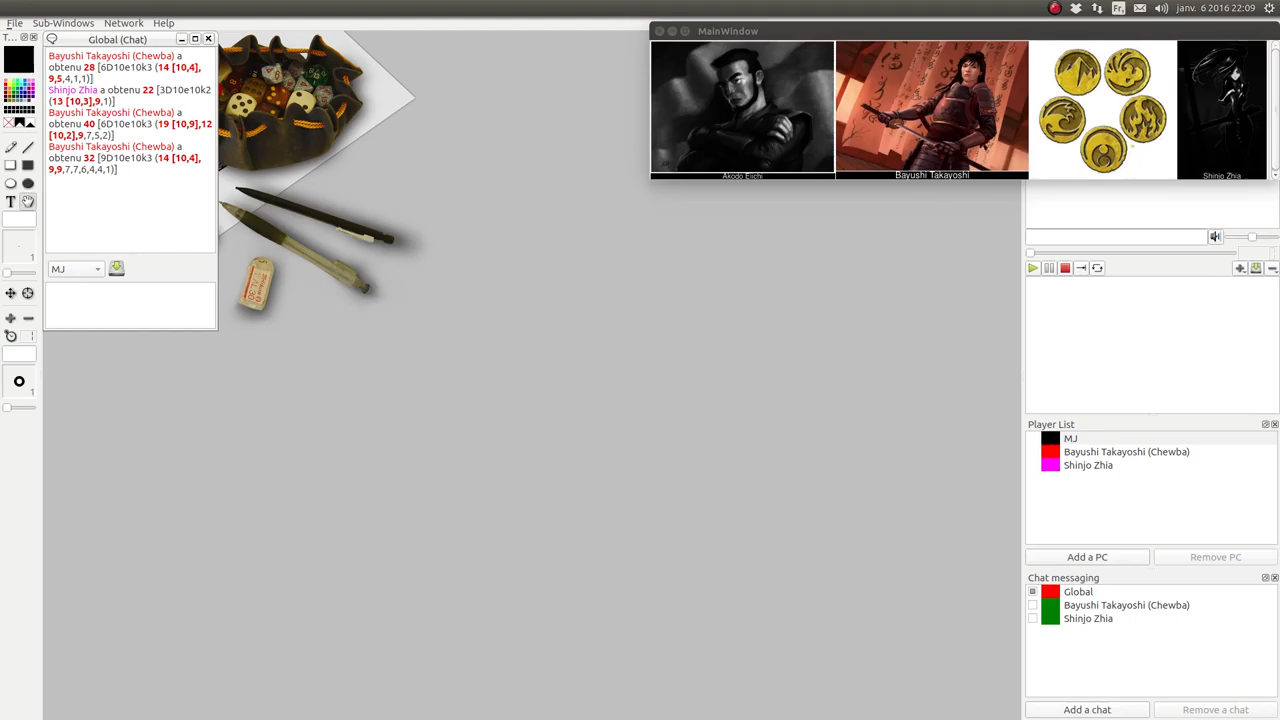 Fr,
janv. 6 2016 22:09
File
Sub-Windows
Network
Help
T...
Global (Chat)
MainWindow
Bayushi Takayoshi (Chewba) a
obtenu 28 [6D10e10k3 (14 [10,4],
9,5,4,1,1)]
Shinjo Zhia a obtenu 22 [3D10e10k2
(13 [10,3],9,1)]
Bayushi Takayoshi (Chewba) a
obtenu 40 [6D10e10k3 (19 [10,9],12
[10,2],9,7,5,2)]
Bayushi Takayoshi (Chewba) a
obtenu 32 [9D10e10k3 (14 [10,4],
9,9,7,7,6,4,4,1)]
Akodo Eiichi
Bayushi Takayoshi
Shinjo Zhia
T
1
MJ
1
Player List
MJ
Bayushi Takayoshi (Chewba)
Shinjo Zhia
Add a PC
Remove PC
Chat messaging
Global
Bayushi Takayoshi (Chewba)
Shinjo Zhia
Add a chat
Remove a chat